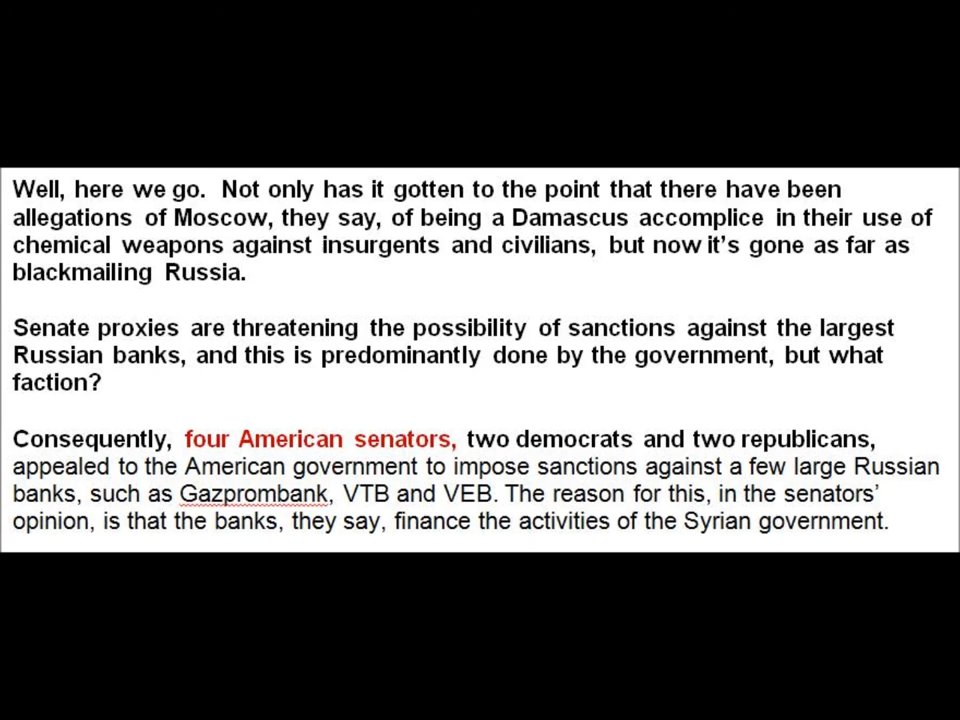 Well, here we go.  Not only has it gotten to the point that there have been
allegations of Moscow, they say, of being a Damascus accomplice in their use of
chemical weapons against insurgents and civilians, but now it's gone as far as
blackmailing Russia.
Senate proxies are threatening the possibility of sanctions against the largest
Russian banks, and this is predominantly done by the government, but what
faction?
Consequently, four American senators, two democrats and two republicans,
appealed to the American government to impose sanctions against a few large Russian
banks, such as Gazprombank, VTB and VEB. The reason for this, in the senators'
opinion, is that the banks, they say, finance the activities of the Syrian government.